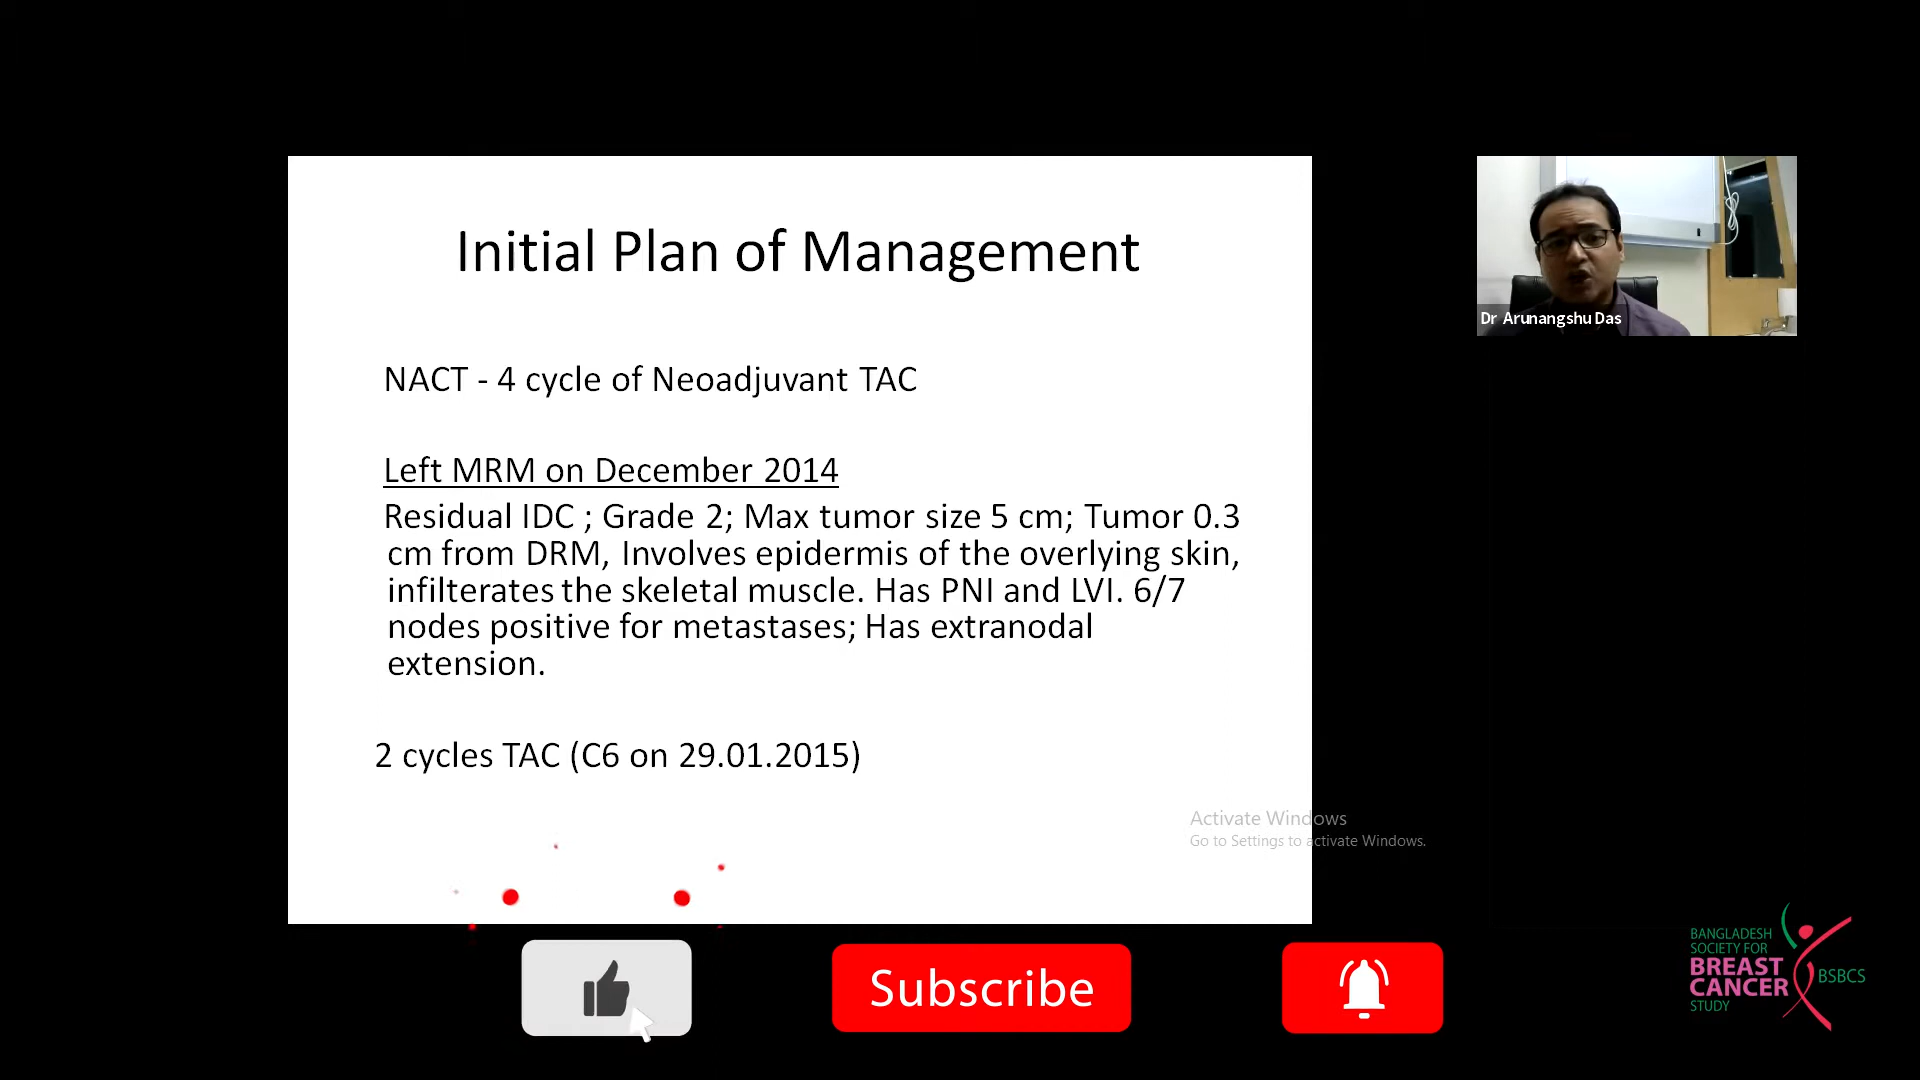 Initial Plan of Management
NACT - 4 cycle of Neoadjuvant TAC
Left MRM on December 2014
Residual IDC ; Grade 2; Max tumor size 5 cm; Tumor 0.3
cm from DRM, Involves epidermis of the overlying skin,
infilterates the skeletal muscle. Has PNI and LVI. 6/7
nodes positive for metastases; Has extranodal
extension.
2 cycles TAC (C6 on 29.01.2015)
Dr Arunangshu Das
Activate Windows
Go to Settings to activate Windows.
Subscribe
BANGLADESH
SOCIETY FOR
BREAST
CANCER
STUDY
BSBCS